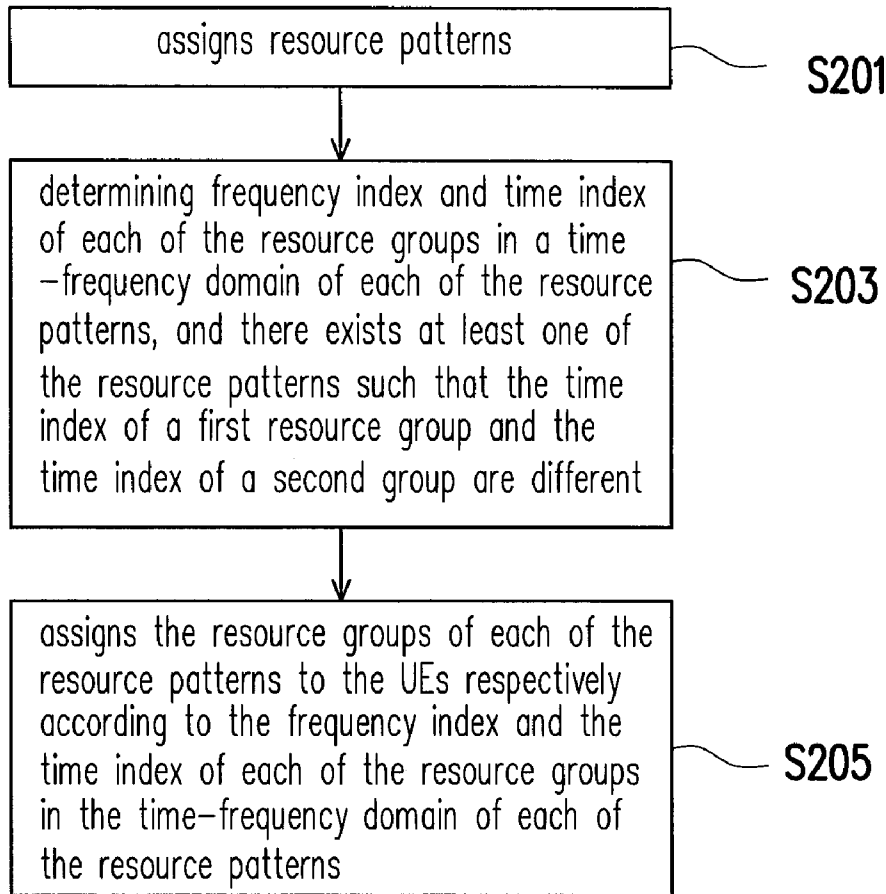 assigns resource patterns
S201
determining frequency index and time index
of each of the resource groups in a time
-frequency domain of each of the resource
patterns, and there exists at least one of
the resource patterns such that the time
index of a first resource group and the
time index of a second group are different
S203
assigns the resource groups of each of the
resource patterns to the UEs respectively
according to the frequency index and the
time index of each of the resource groups
in the time-frequency domain of each of
the resource patterns
S205